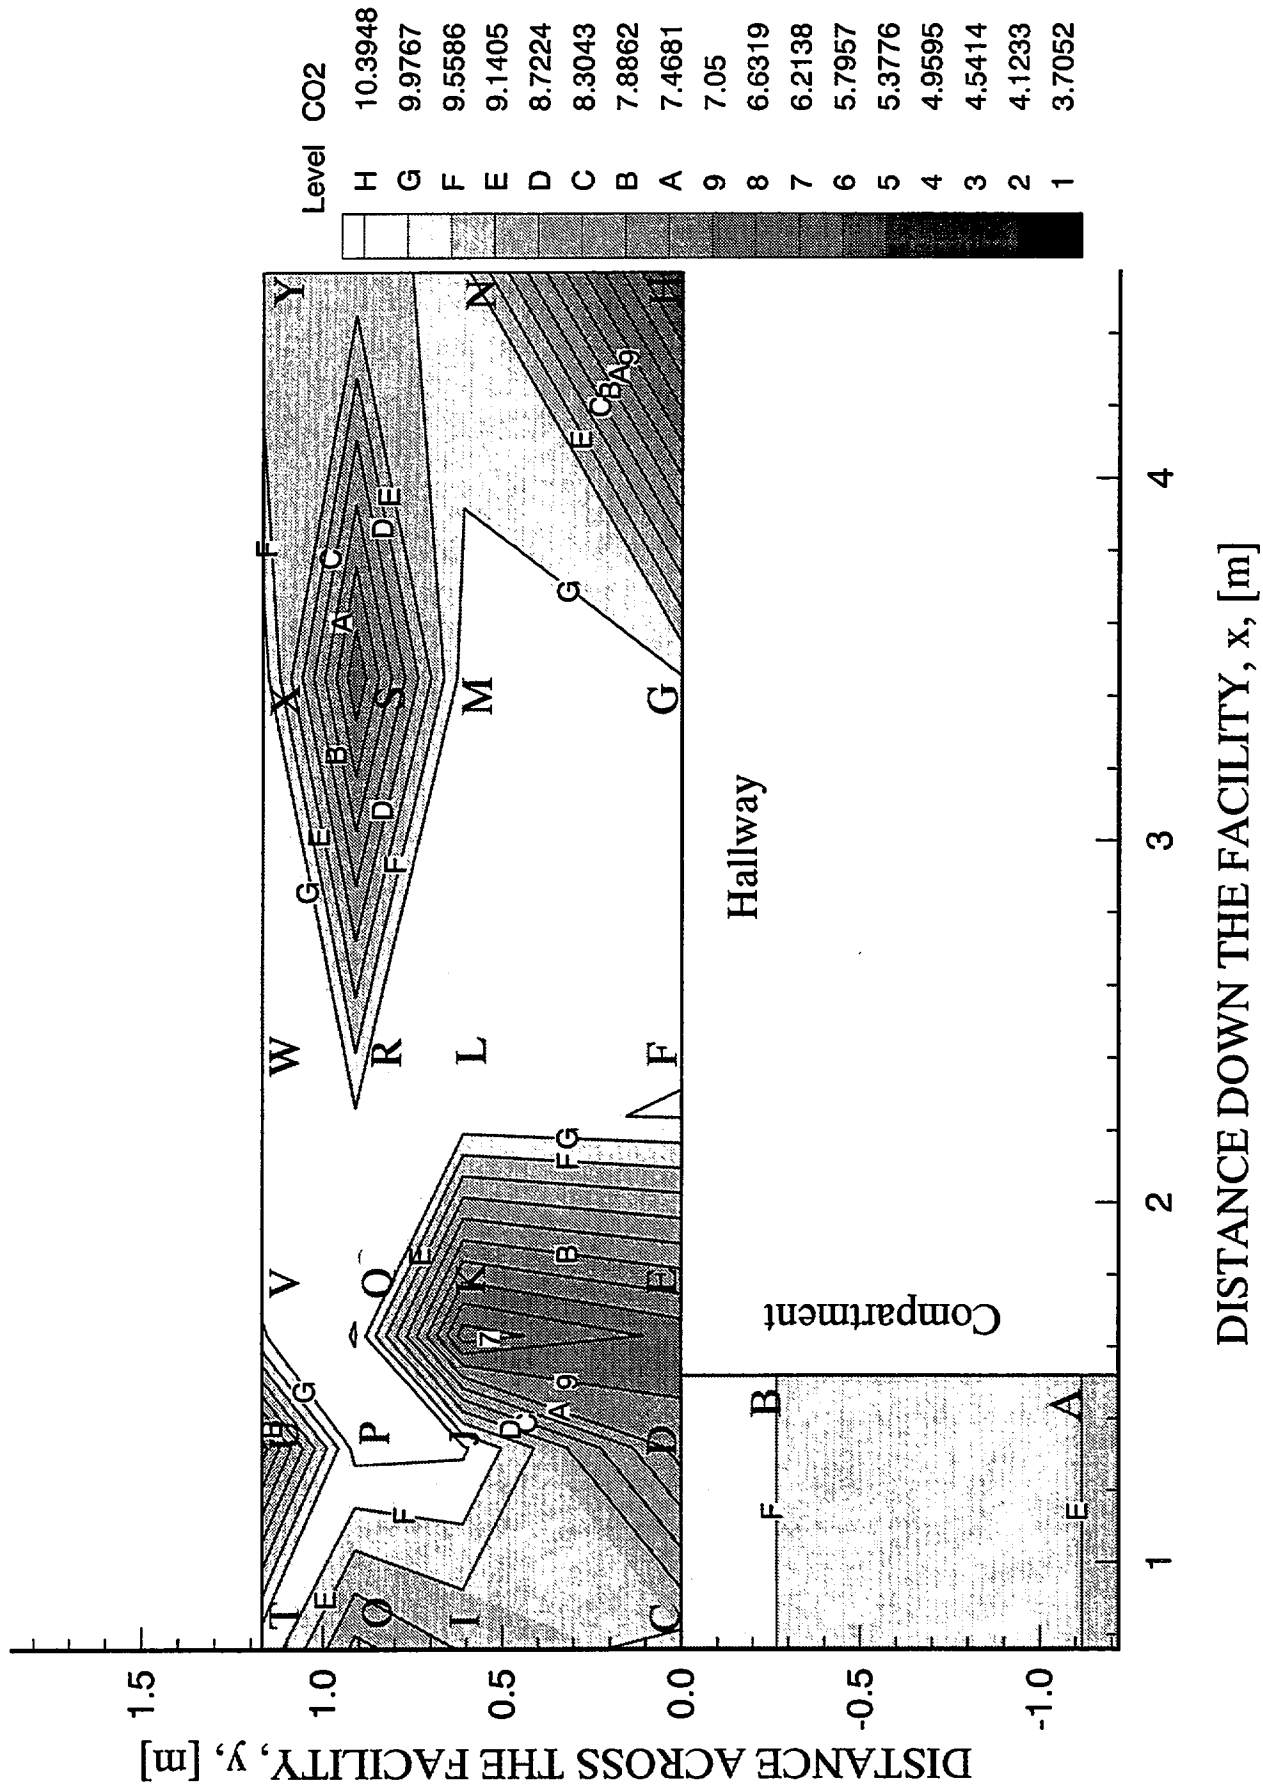 Level CO2
H 10.3948
G 9.9767
F 9.5586
E 9.1405
D 8.7224
C 8.3043
B 7.8862
A 7.4681
9 7.05
8 6.6319
7 6.2138
6 5.7957
5 5.3776
4 4.9595
3 4.5414
2 4.1233
1 3.7052
DISTANCE ACROSS THE FACILITY, y, [m]
1.5
1.0
0.5
0.0
-0.5
-1.0
T U V W X Y
O P Q R S
I J K L M N
C D E F G H
B
A
F
G
E
C
A
B
D
E
D
F
G
E
C
B
A
9
G
E
G
F
B
7
9
A
C
D
G
B
F
E
F
E
Hallway
Compartment
1 2 3 4
DISTANCE DOWN THE FACILITY, x, [m]